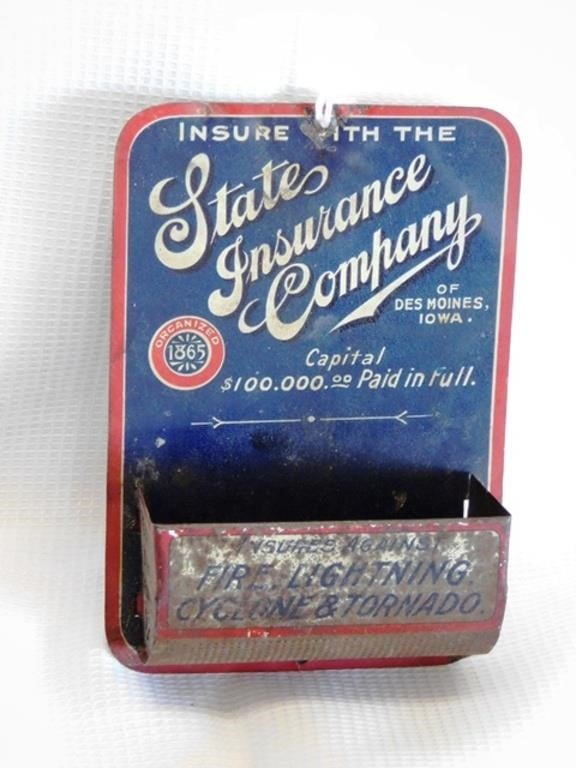 INSURE WITH THE
State
Insurance
Company
OF
DES MOINES,
IOWA.
ORGANIZED
1865
Capital
$100.000.00 Paid in Full.
INSURES AGAINST
FIRE, LIGHTNING,
CYCLONE & TORNADO.